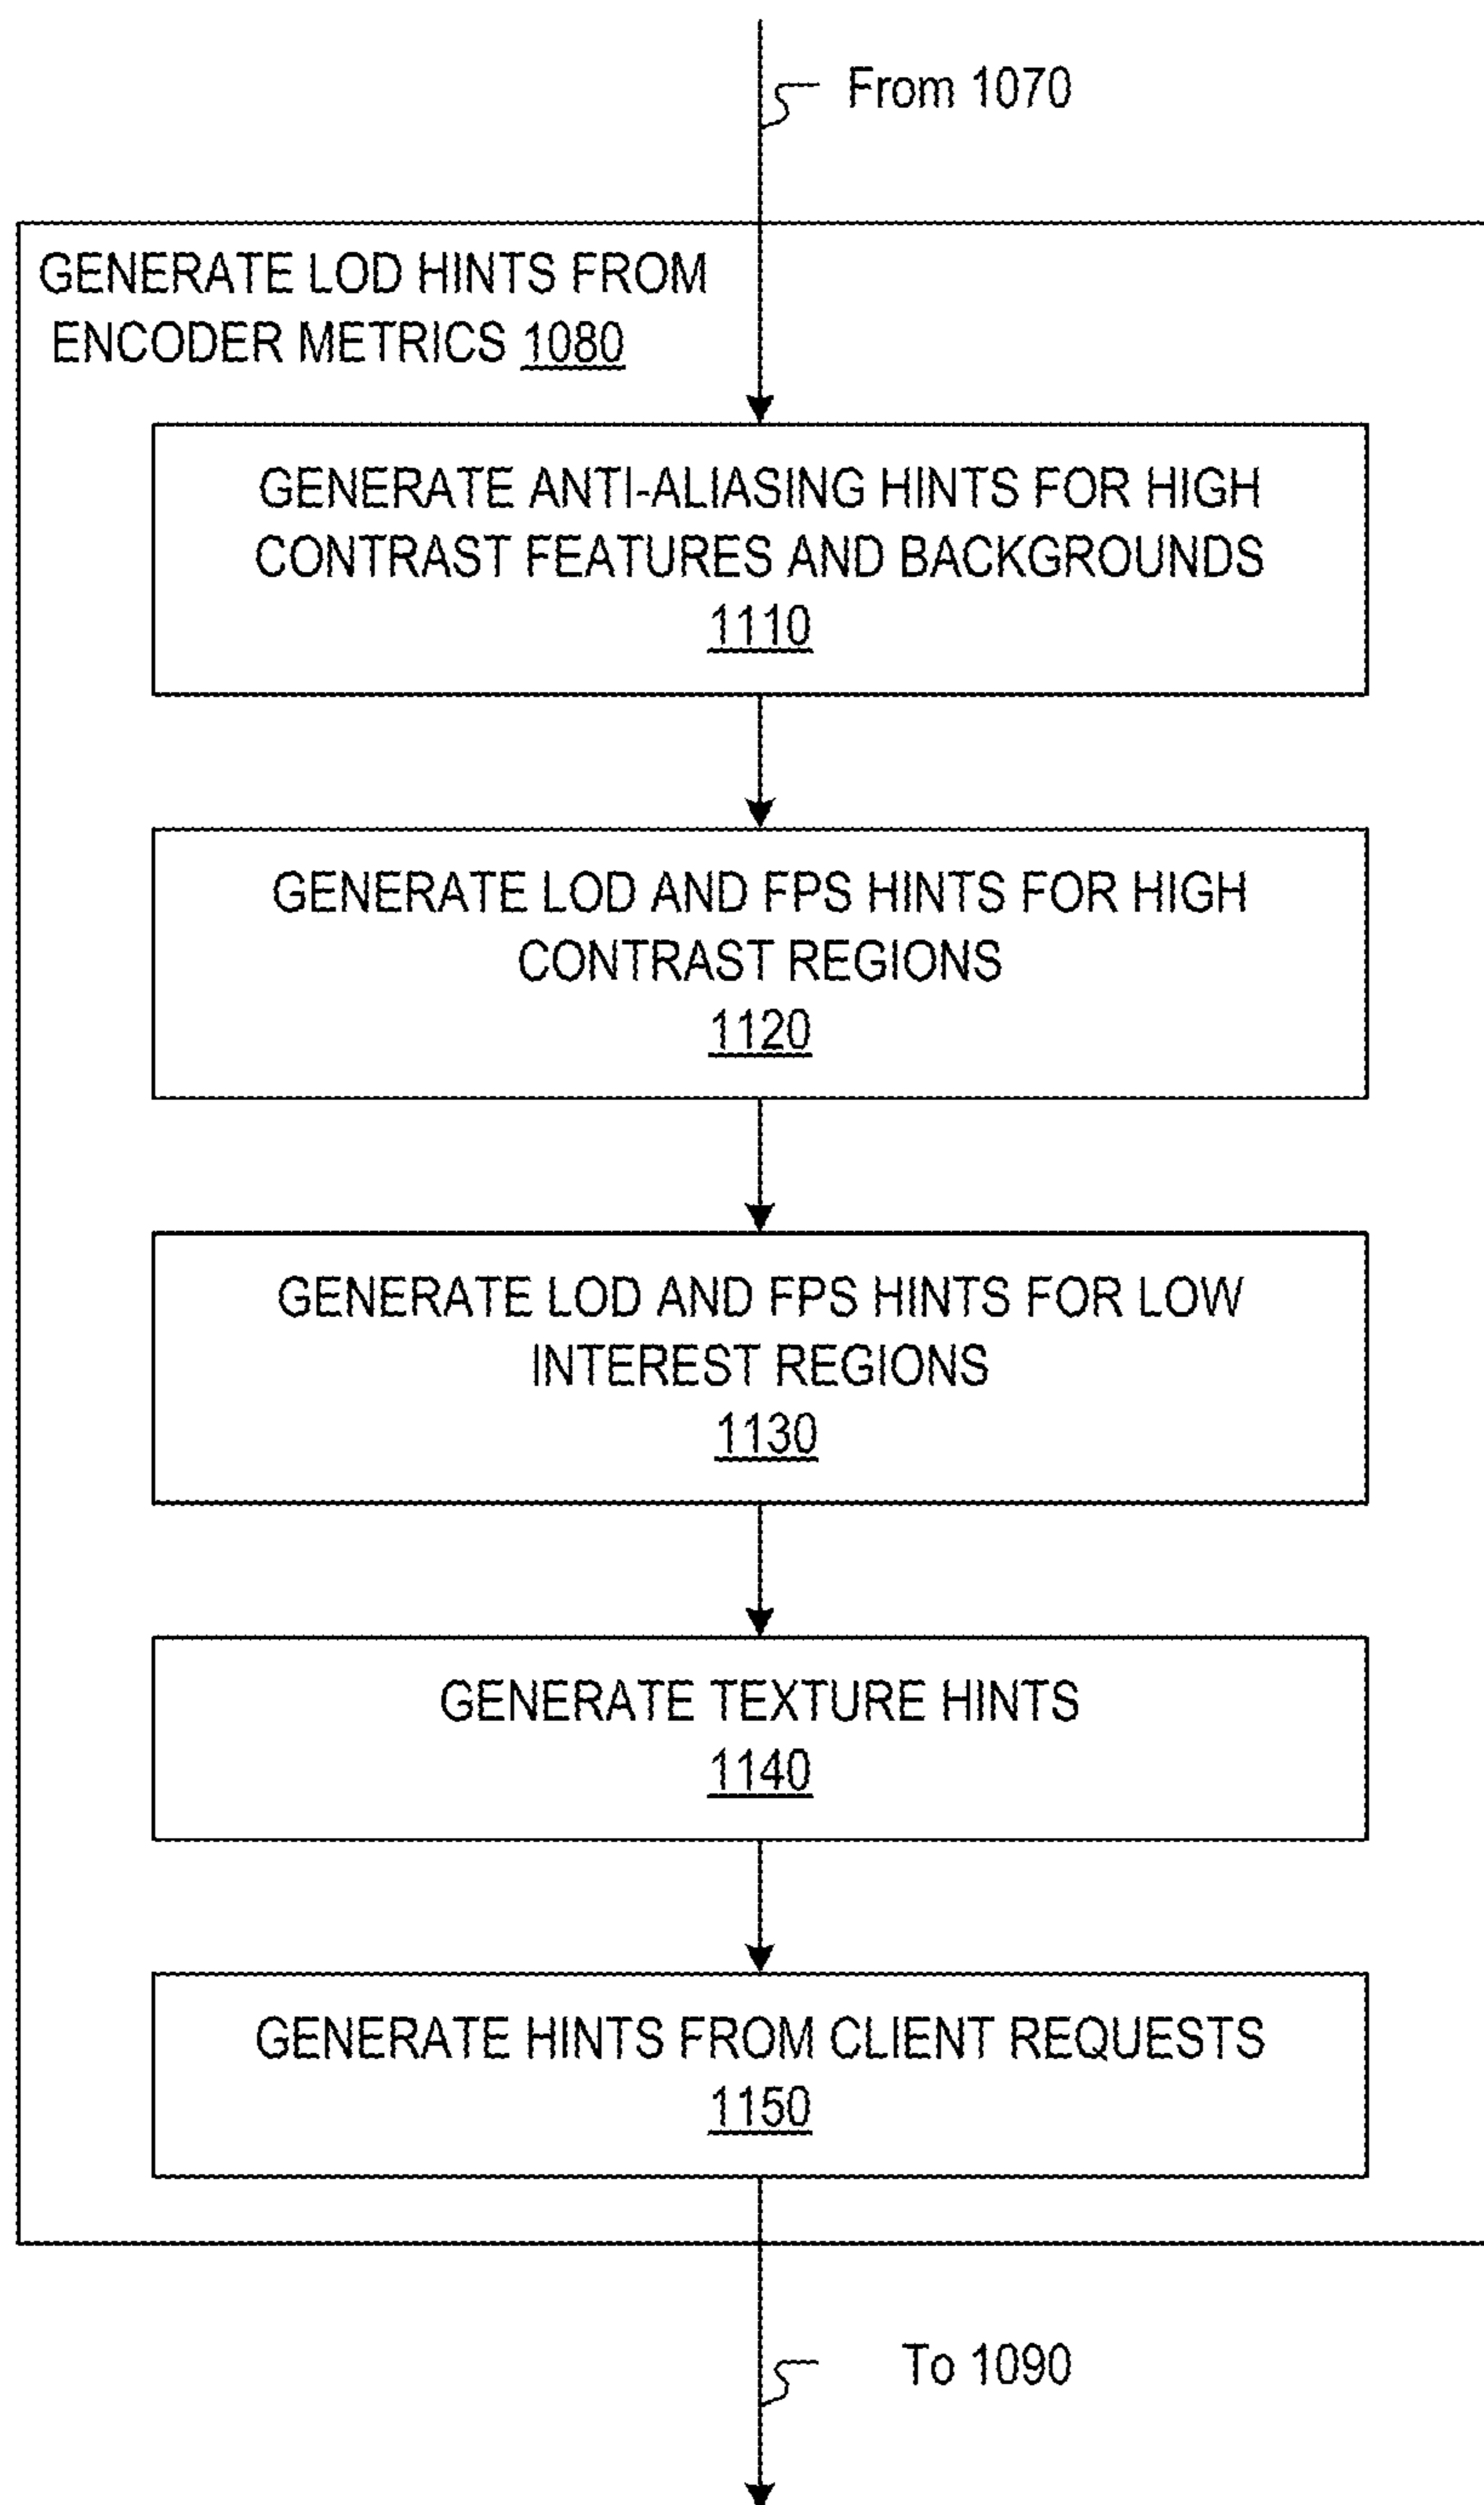 From 1070
GENERATE LOD HINTS FROM
ENCODER METRICS 1080
GENERATE ANTI-ALIASING HINTS FOR HIGH
CONTRAST FEATURES AND BACKGROUNDS
1110
GENERATE LOD AND FPS HINTS FOR HIGH
CONTRAST REGIONS
1120
GENERATE LOD AND FPS HINTS FOR LOW
INTEREST REGIONS
1130
GENERATE TEXTURE HINTS
1140
GENERATE HINTS FROM CLIENT REQUESTS
1150
To 1090